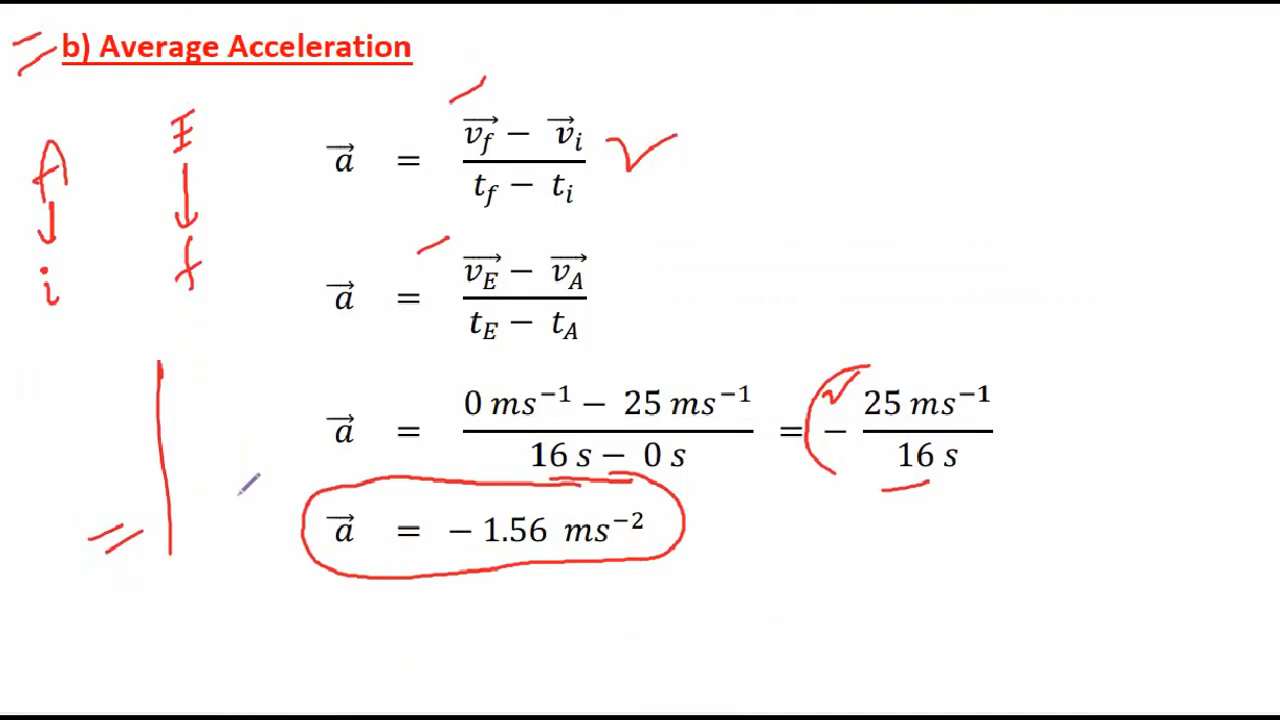 b) Average Acceleration
A E
i f
a⃗ = (v⃗_f − v⃗_i) / (t_f − t_i)
a⃗ = (v⃗_E − v⃗_A) / (t_E − t_A)
a⃗ = (0 ms⁻¹ − 25 ms⁻¹) / (16 s − 0 s) = − 25 ms⁻¹ / 16 s
a⃗ = − 1.56 ms⁻²